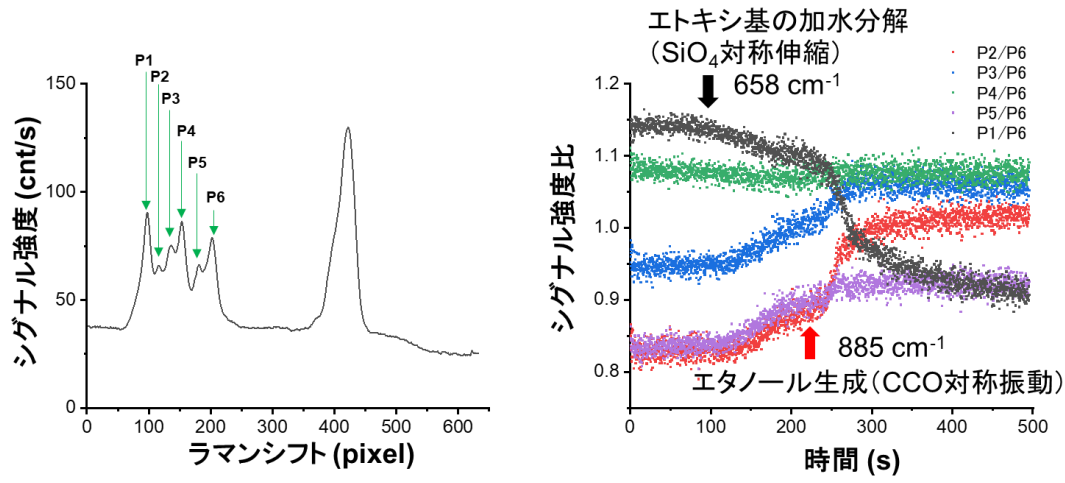 P1
P2
P3
P4
P5
P6
150
100
50
0
0
100
200
300
400
500
600
シグナル強度 (cnt/s)
ラマンシフト (pixel)
エトキシ基の加水分解
（SiO₄対称伸縮）
658 cm⁻¹
P2/P6
P3/P6
P4/P6
P5/P6
P1/P6
1.2
1.1
1.0
0.9
0.8
885 cm⁻¹
エタノール生成（CCO対称振動）
0
100
200
300
400
500
シグナル強度比
時間 (s)